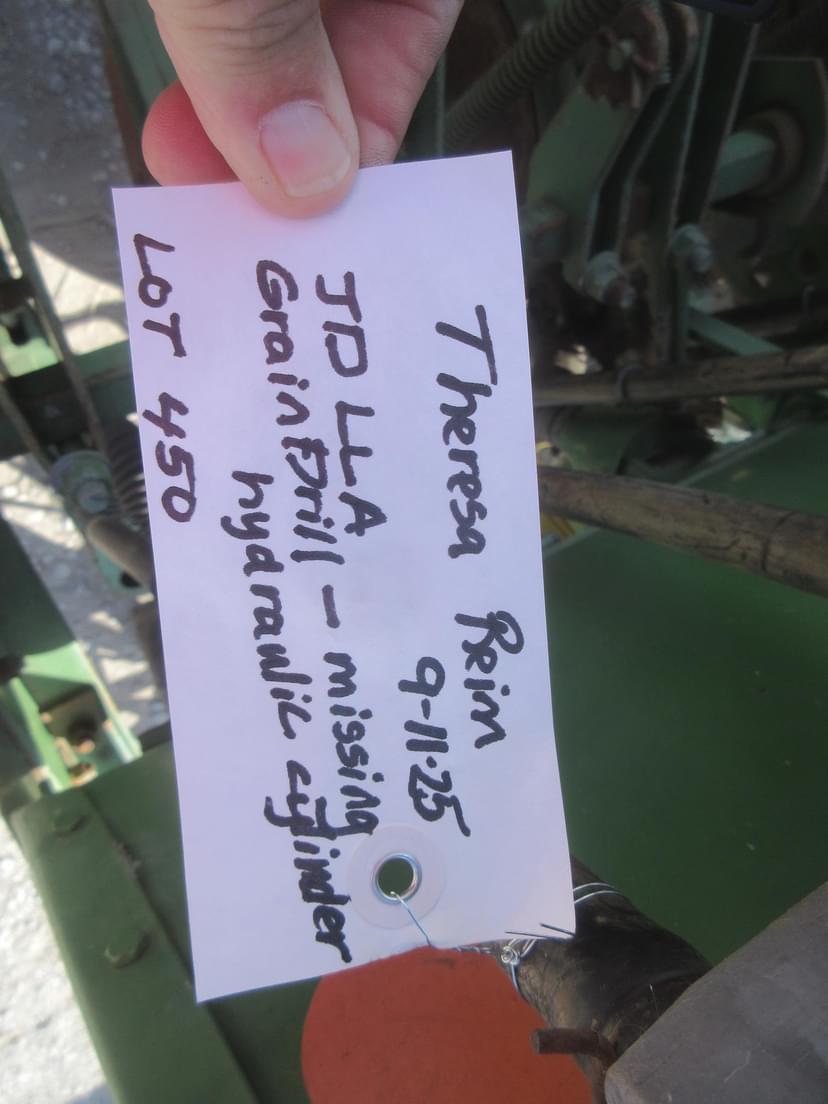 Theresa Rein
9-11-25
JD LLA
Grain Drill - missing
hydraulic cylinder
LOT 450